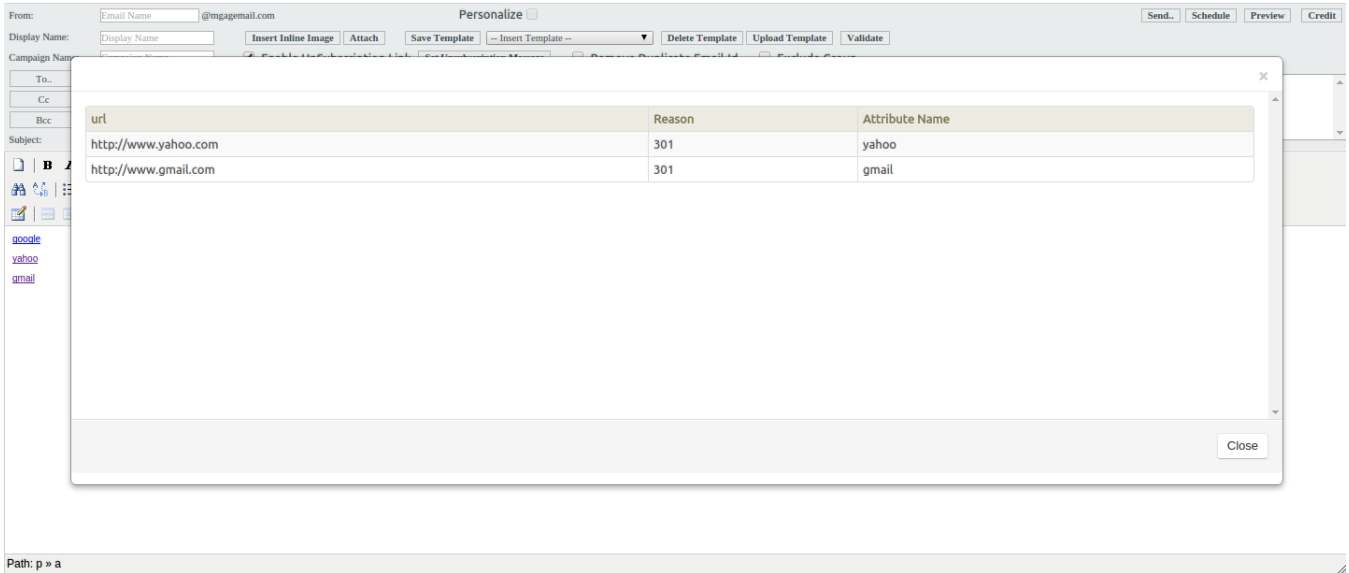 From: Email Name @mgagemail.com Personalize Send.. Schedule Preview Credit
Display Name: Display Name Insert Inline Image Attach Save Template -- Insert Template -- Delete Template Upload Template Validate
Campaign Name:
To..
Cc
Bcc
Subject:
×
url Reason Attribute Name
http://www.yahoo.com 301 yahoo
http://www.gmail.com 301 gmail
B
google
yahoo
gmail
Close
Path: p » a